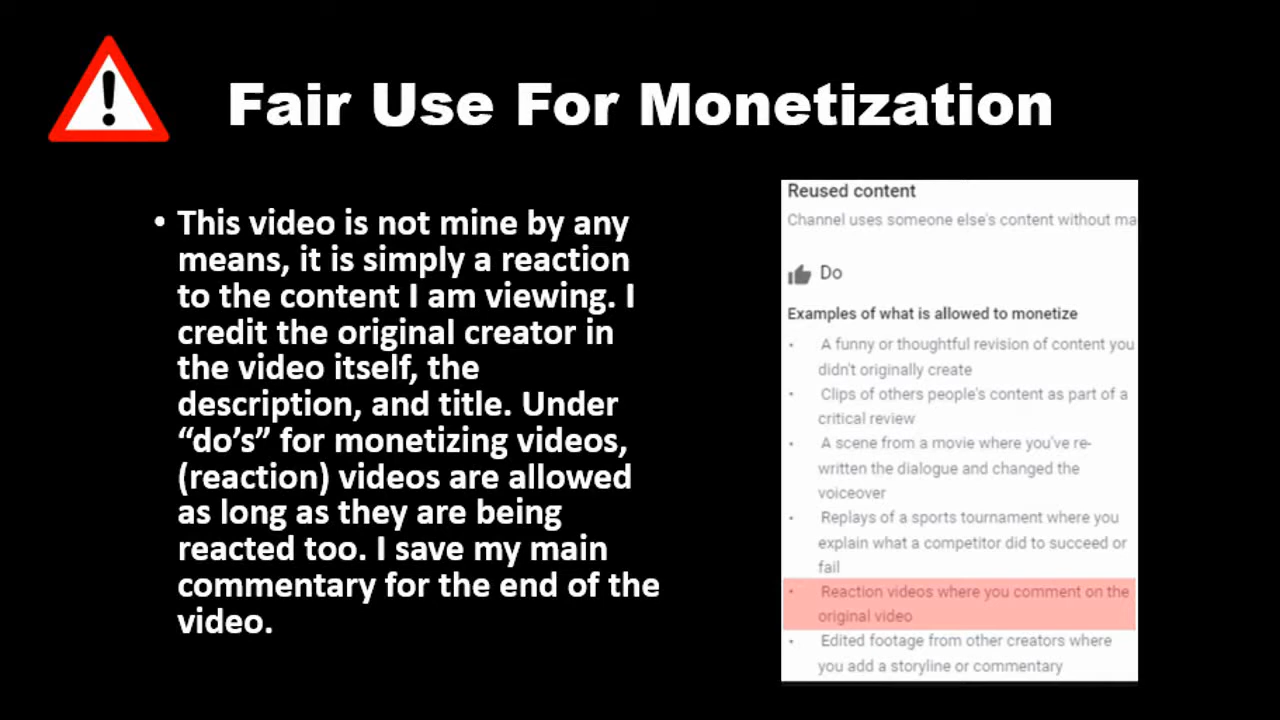 Fair Use For Monetization
• This video is not mine by any
means, it is simply a reaction
to the content I am viewing. I
credit the original creator in
the video itself, the
description, and title. Under
“do’s” for monetizing videos,
(reaction) videos are allowed
as long as they are being
reacted too. I save my main
commentary for the end of the
video.
Reused content
Channel uses someone else's content without ma
Do
Examples of what is allowed to monetize
• A funny or thoughtful revision of content you
didn't originally create
• Clips of others people's content as part of a
critical review
• A scene from a movie where you've re-
written the dialogue and changed the
voiceover
• Replays of a sports tournament where you
explain what a competitor did to succeed or
fail
• Reaction videos where you comment on the
original video
• Edited footage from other creators where
you add a storyline or commentary